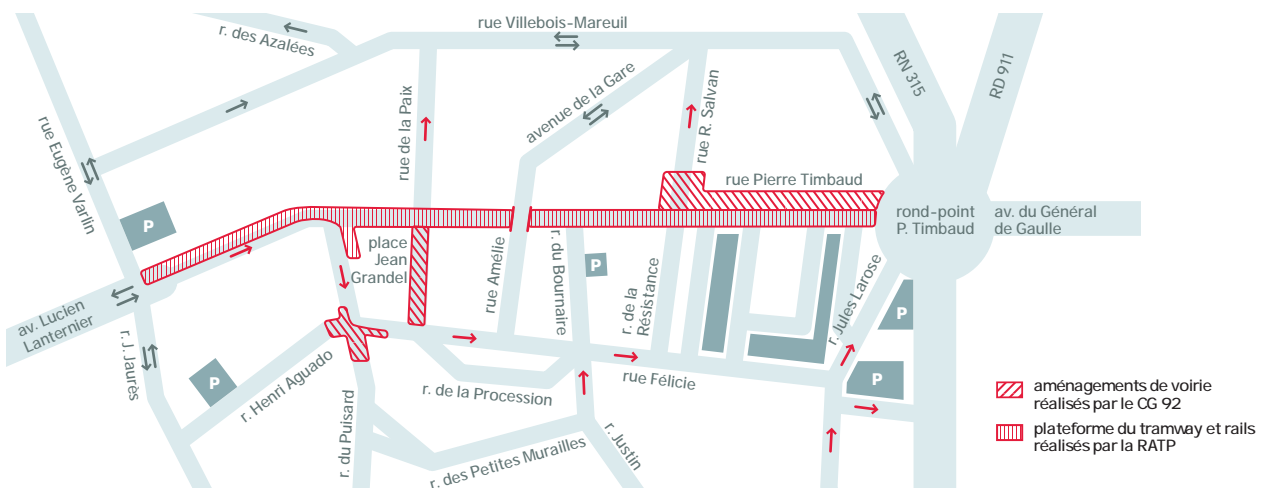 rue Villebois-Mareuil
r. des Azalées
RN 315
RD 911
avenue de la Gare
rue R. Salvan
rue de la Paix
rue Eugène Varlin
P
rue Pierre Timbaud
rond-point
P. Timbaud
av. du Général
de Gaulle
place
Jean
Grandel
rue Amélie
r. du Bournaire
P
r. de la
Résistance
r. Jules Larose
P
av. Lucien
Lanternier
r. J. Jaurès
P
r. Henri Aguado
r. du Puisard
r. de la Procession
rue Félicie
P
r. des Petites Murailles
r. Justin
aménagements de voirie
réalisés par le CG 92
plateforme du tramway et rails
réalisés par la RATP